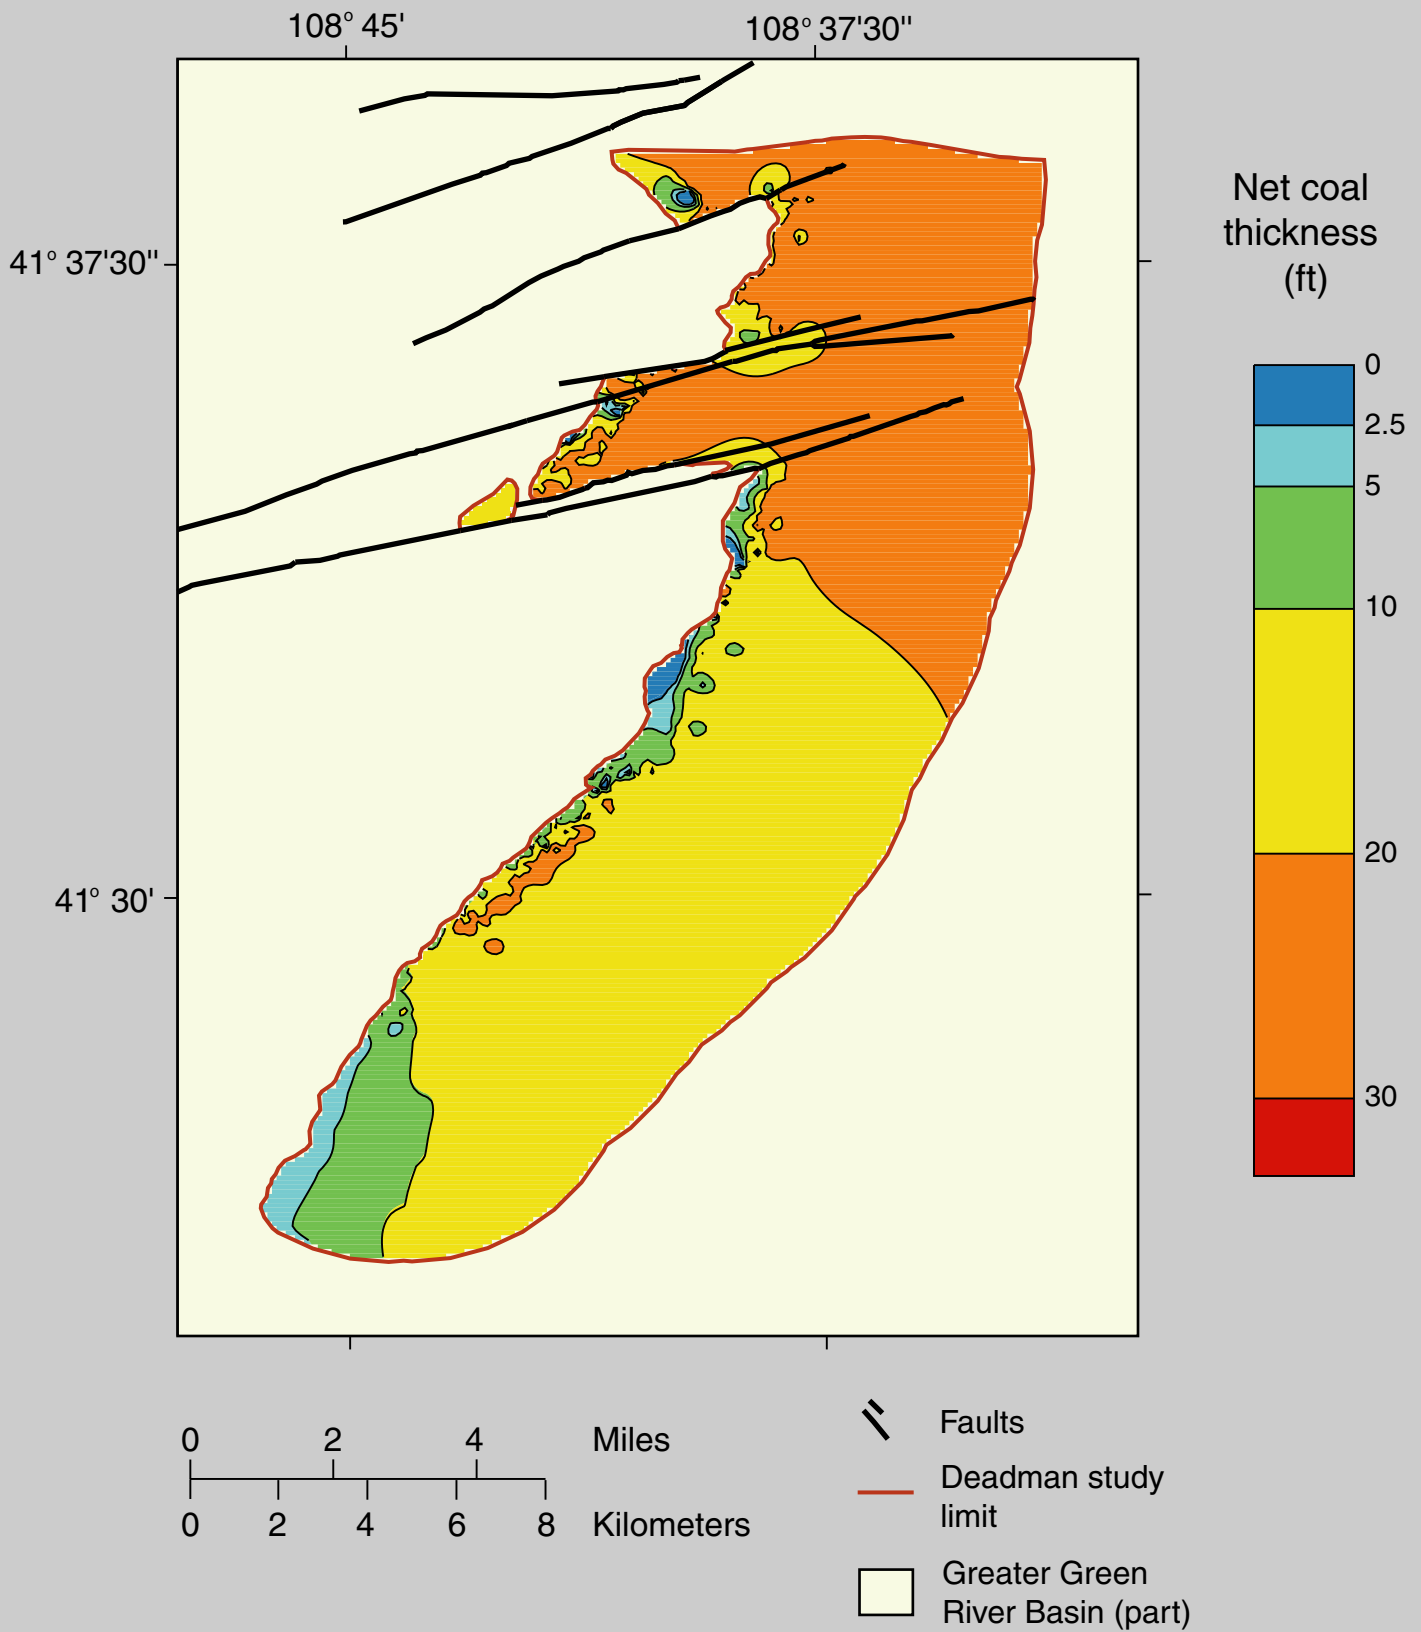 108° 45'
108° 37'30"
41° 37'30"
41° 30'
Net coal
thickness
(ft)
0
2.5
5
10
20
30
0 2 4 Miles
0 2 4 6 8 Kilometers
Faults
Deadman study
limit
Greater Green
River Basin (part)